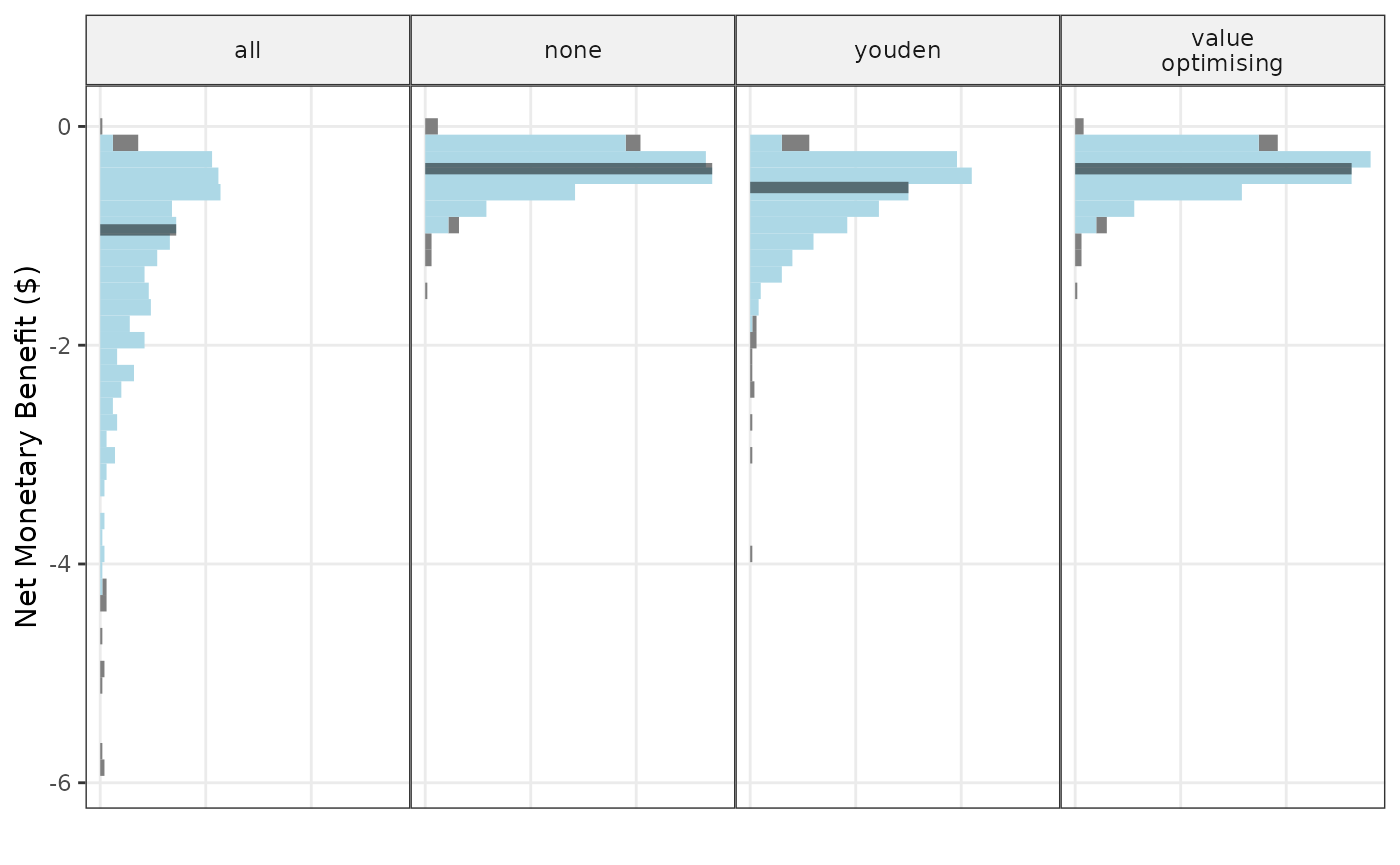 all
none
youden
value
optimising
Net Monetary Benefit ($)
0
-2
-4
-6